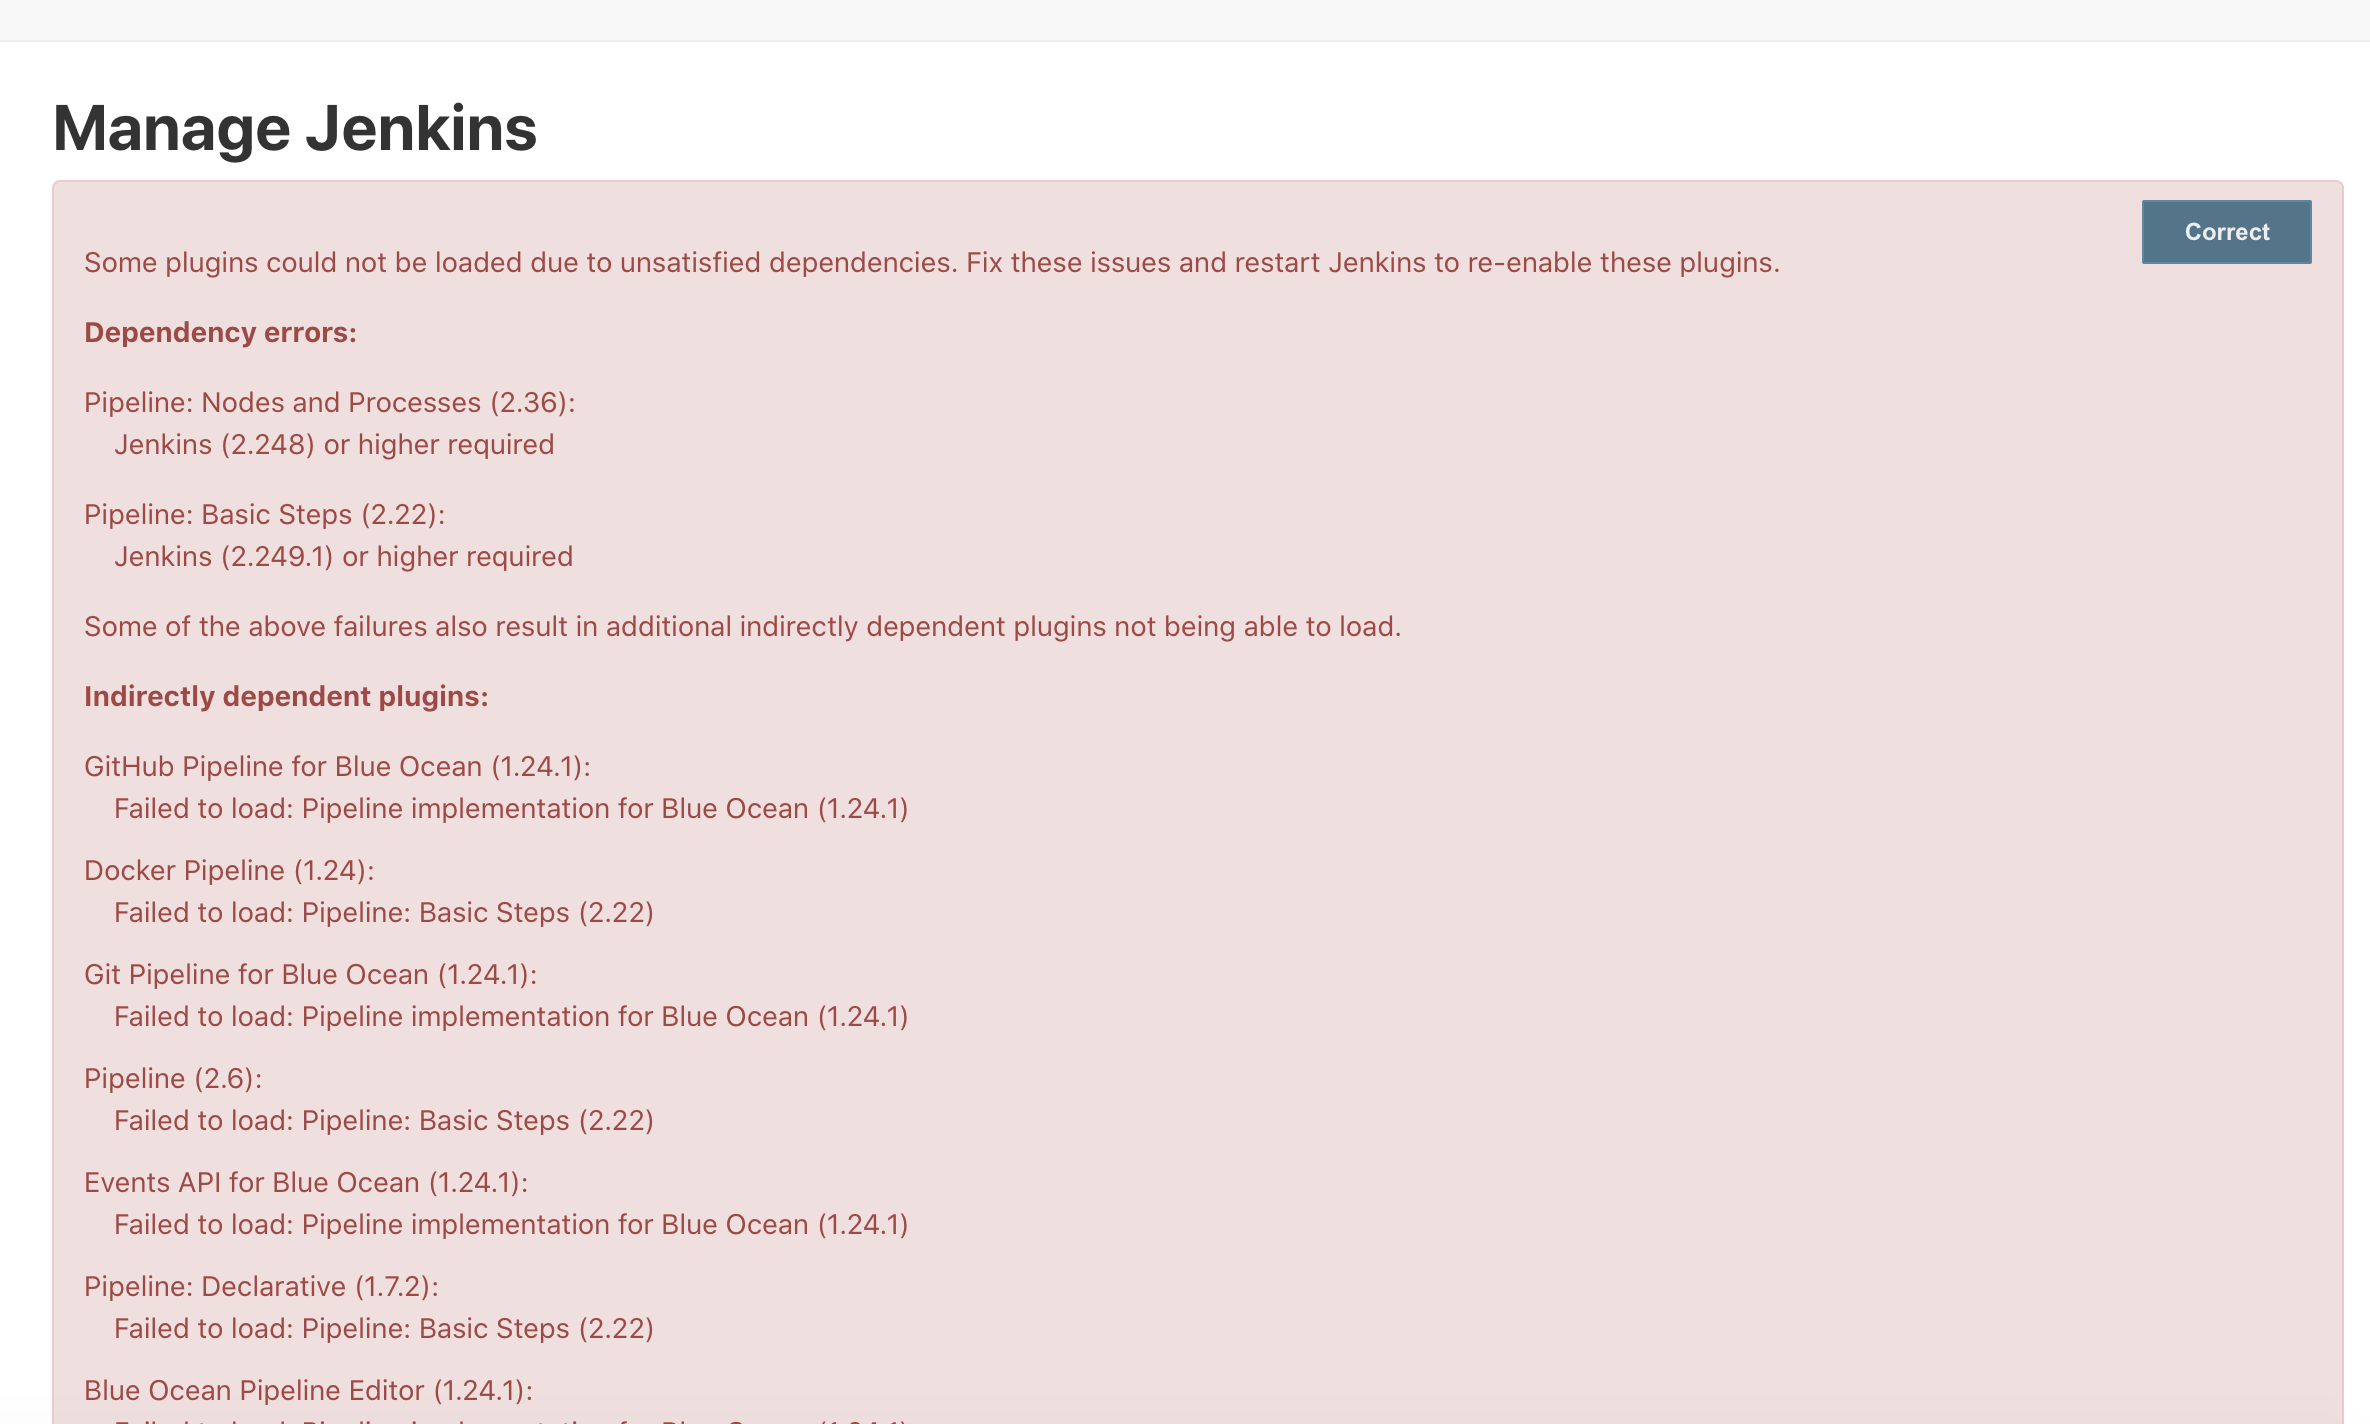 Manage Jenkins
Correct
Some plugins could not be loaded due to unsatisfied dependencies. Fix these issues and restart Jenkins to re-enable these plugins.
Dependency errors:
Pipeline: Nodes and Processes (2.36):
Jenkins (2.248) or higher required
Pipeline: Basic Steps (2.22):
Jenkins (2.249.1) or higher required
Some of the above failures also result in additional indirectly dependent plugins not being able to load.
Indirectly dependent plugins:
GitHub Pipeline for Blue Ocean (1.24.1):
Failed to load: Pipeline implementation for Blue Ocean (1.24.1)
Docker Pipeline (1.24):
Failed to load: Pipeline: Basic Steps (2.22)
Git Pipeline for Blue Ocean (1.24.1):
Failed to load: Pipeline implementation for Blue Ocean (1.24.1)
Pipeline (2.6):
Failed to load: Pipeline: Basic Steps (2.22)
Events API for Blue Ocean (1.24.1):
Failed to load: Pipeline implementation for Blue Ocean (1.24.1)
Pipeline: Declarative (1.7.2):
Failed to load: Pipeline: Basic Steps (2.22)
Blue Ocean Pipeline Editor (1.24.1):